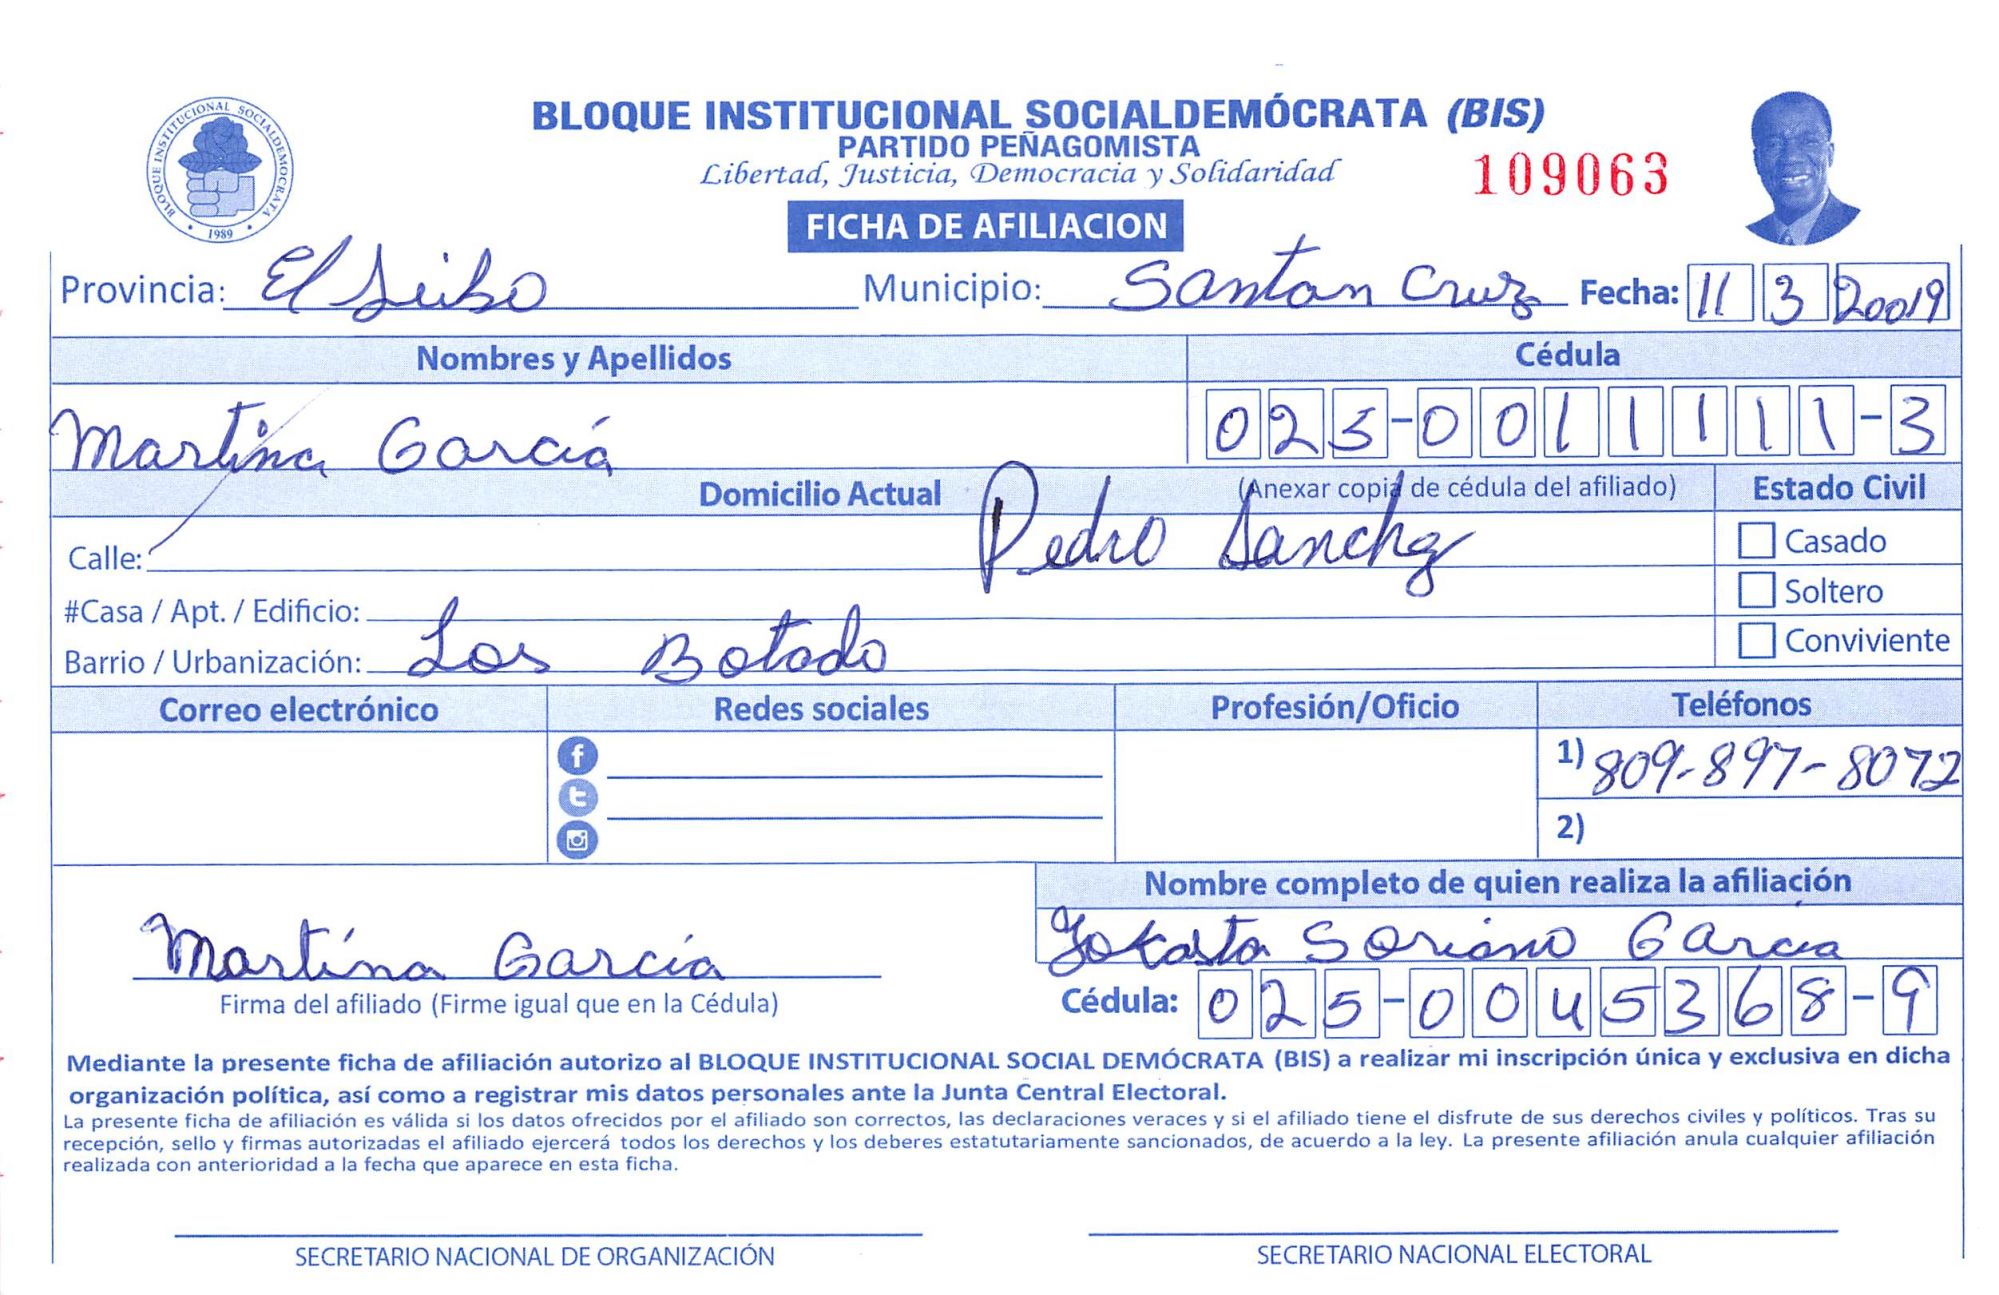 BLOQUE INSTITUCIONAL SOCIALDEMOCRATA
1989
BLOQUE INSTITUCIONAL SOCIALDEMÓCRATA (BIS)
PARTIDO PEÑAGOMISTA
Libertad, Justicia, Democracia y Solidaridad
109063
FICHA DE AFILIACION
Provincia: El Seibo Municipio: Santan Cruz Fecha: 11 3 20019
Nombres y Apellidos Cédula
Martina García 025-0011111-3
Domicilio Actual (Anexar copia de cédula del afiliado) Estado Civil
Calle: Pedro Sanchez Casado
#Casa / Apt. / Edificio: Soltero
Barrio / Urbanización: Los Botado Conviviente
Correo electrónico Redes sociales Profesión/Oficio Teléfonos
1) 809-897-8072
2)
Nombre completo de quien realiza la afiliación
Martína García Yokasta Soriano Garcia
Firma del afiliado (Firme igual que en la Cédula) Cédula: 025-0045368-9
Mediante la presente ficha de afiliación autorizo al BLOQUE INSTITUCIONAL SOCIAL DEMÓCRATA (BIS) a realizar mi inscripción única y exclusiva en dicha
organización política, así como a registrar mis datos personales ante la Junta Central Electoral.
La presente ficha de afiliación es válida si los datos ofrecidos por el afiliado son correctos, las declaraciones veraces y si el afiliado tiene el disfrute de sus derechos civiles y políticos. Tras su
recepción, sello y firmas autorizadas el afiliado ejercerá todos los derechos y los deberes estatutariamente sancionados, de acuerdo a la ley. La presente afiliación anula cualquier afiliación
realizada con anterioridad a la fecha que aparece en esta ficha.
SECRETARIO NACIONAL DE ORGANIZACIÓN SECRETARIO NACIONAL ELECTORAL